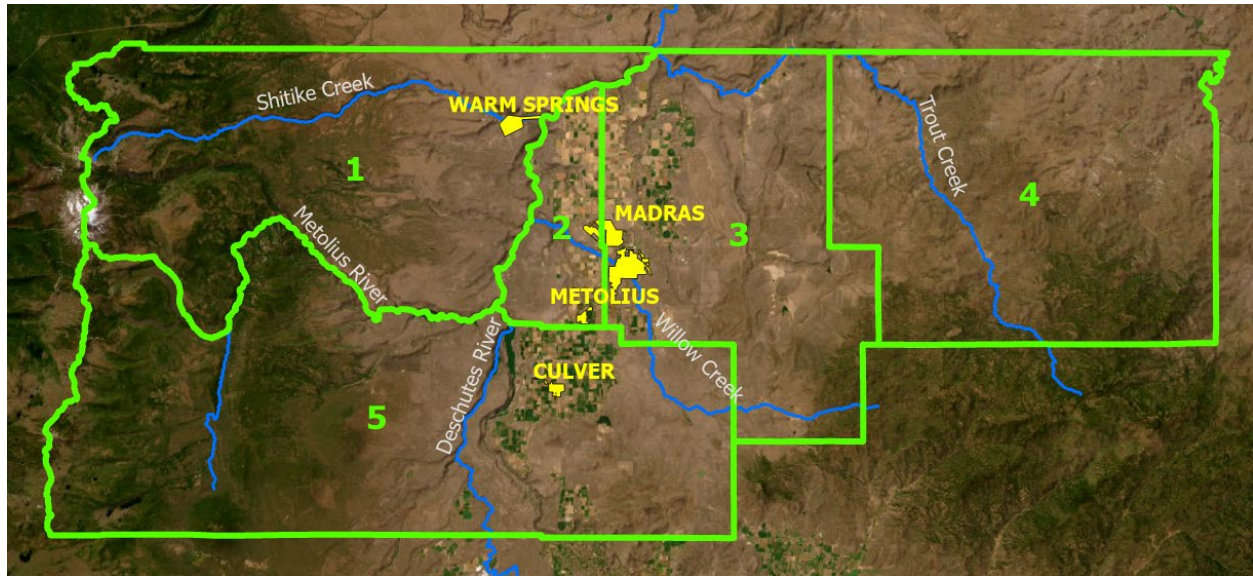 Shitike Creek
WARM SPRINGS
Trout Creek
1
4
MADRAS
2
3
Metolius River
METOLIUS
Willow Creek
Deschutes River
CULVER
5